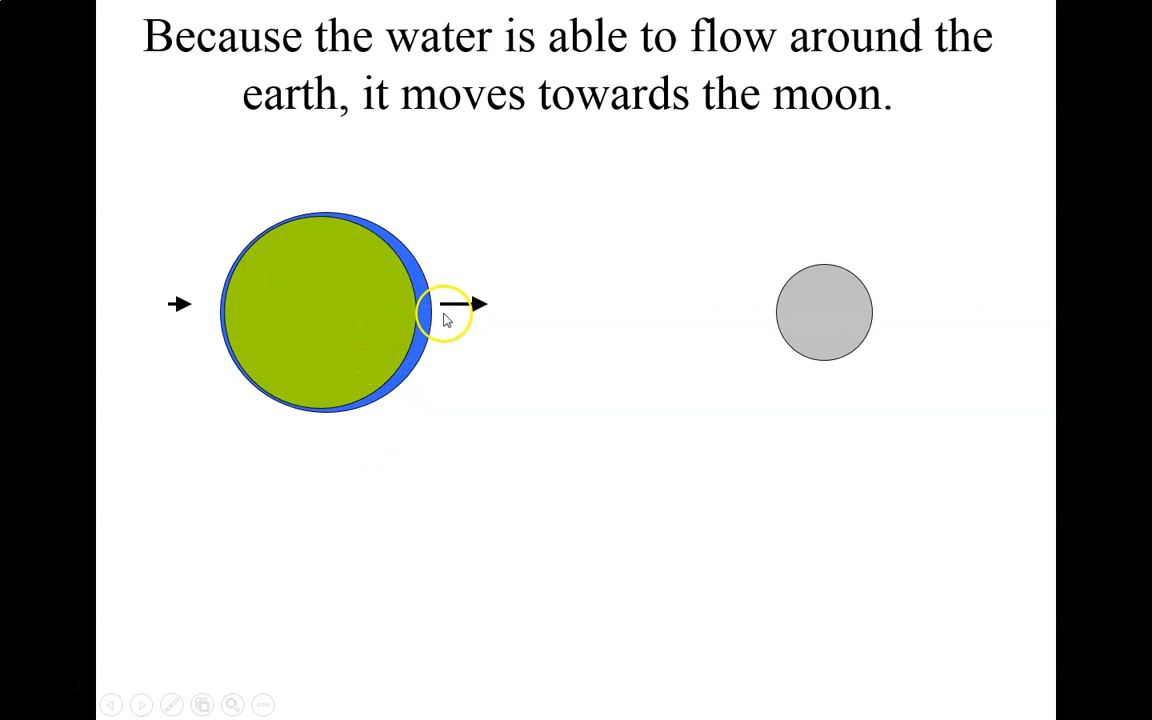 Because the water is able to flow around the
earth, it moves towards the moon.